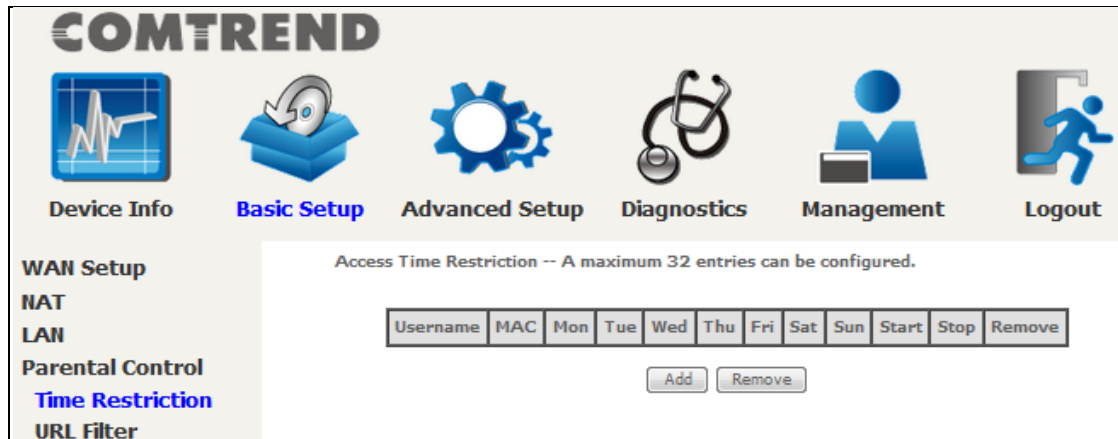 COMTREND
Device Info Basic Setup Advanced Setup Diagnostics Management Logout
WAN Setup
NAT
LAN
Parental Control
Time Restriction
URL Filter
Access Time Restriction -- A maximum 32 entries can be configured.
Username MAC Mon Tue Wed Thu Fri Sat Sun Start Stop Remove
Add Remove